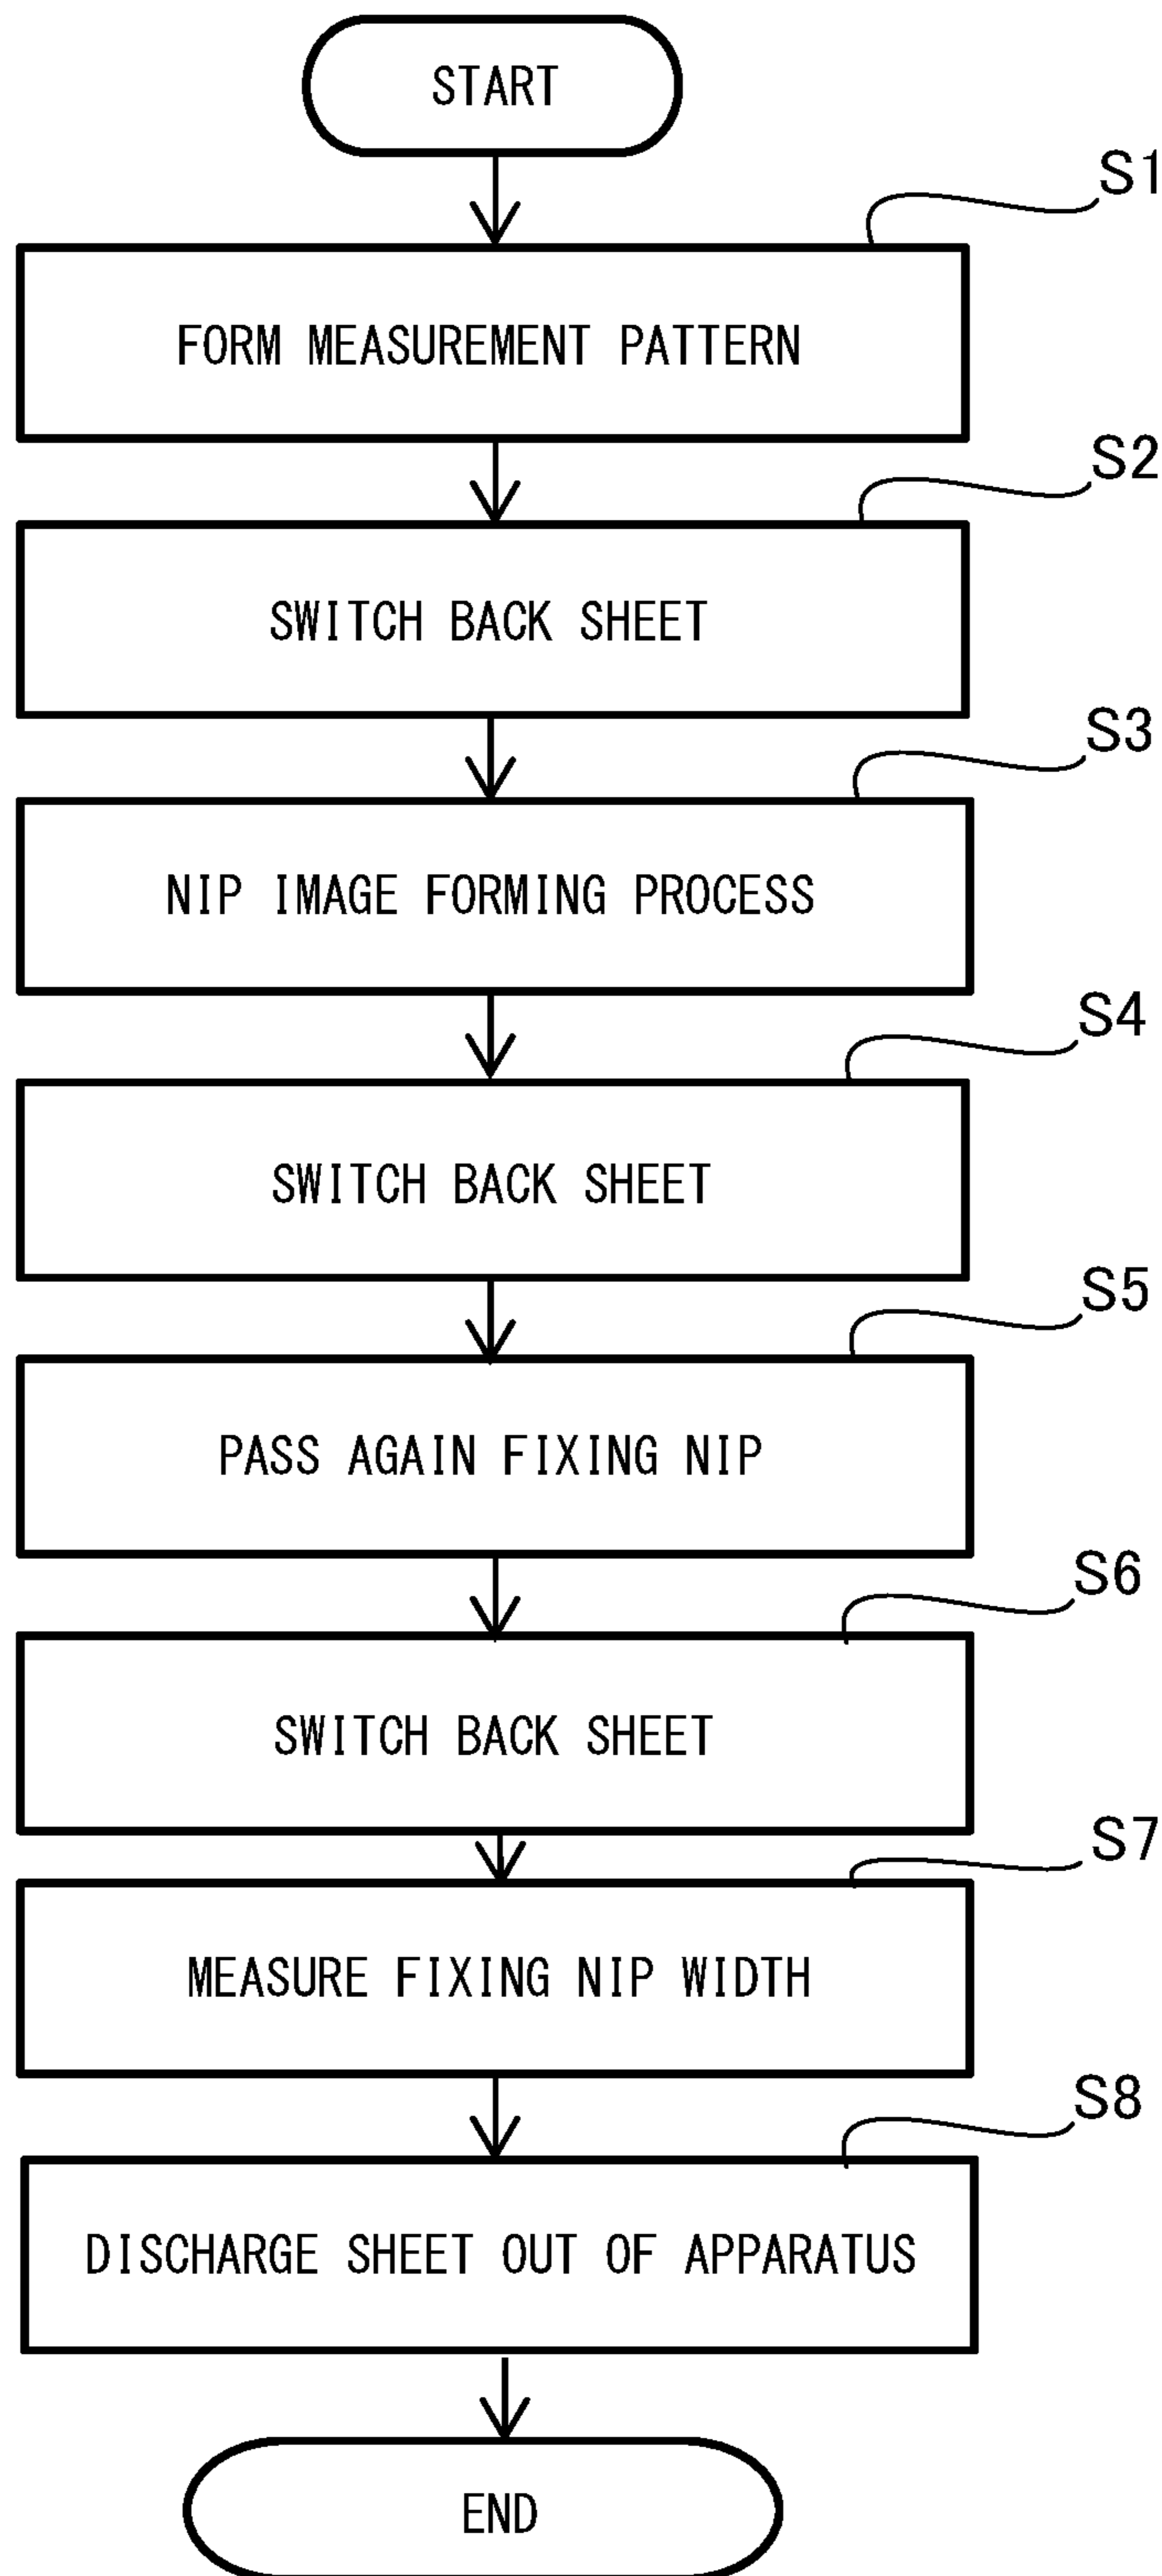 START
S1
FORM MEASUREMENT PATTERN
S2
SWITCH BACK SHEET
S3
NIP IMAGE FORMING PROCESS
S4
SWITCH BACK SHEET
S5
PASS AGAIN FIXING NIP
S6
SWITCH BACK SHEET
S7
MEASURE FIXING NIP WIDTH
S8
DISCHARGE SHEET OUT OF APPARATUS
END